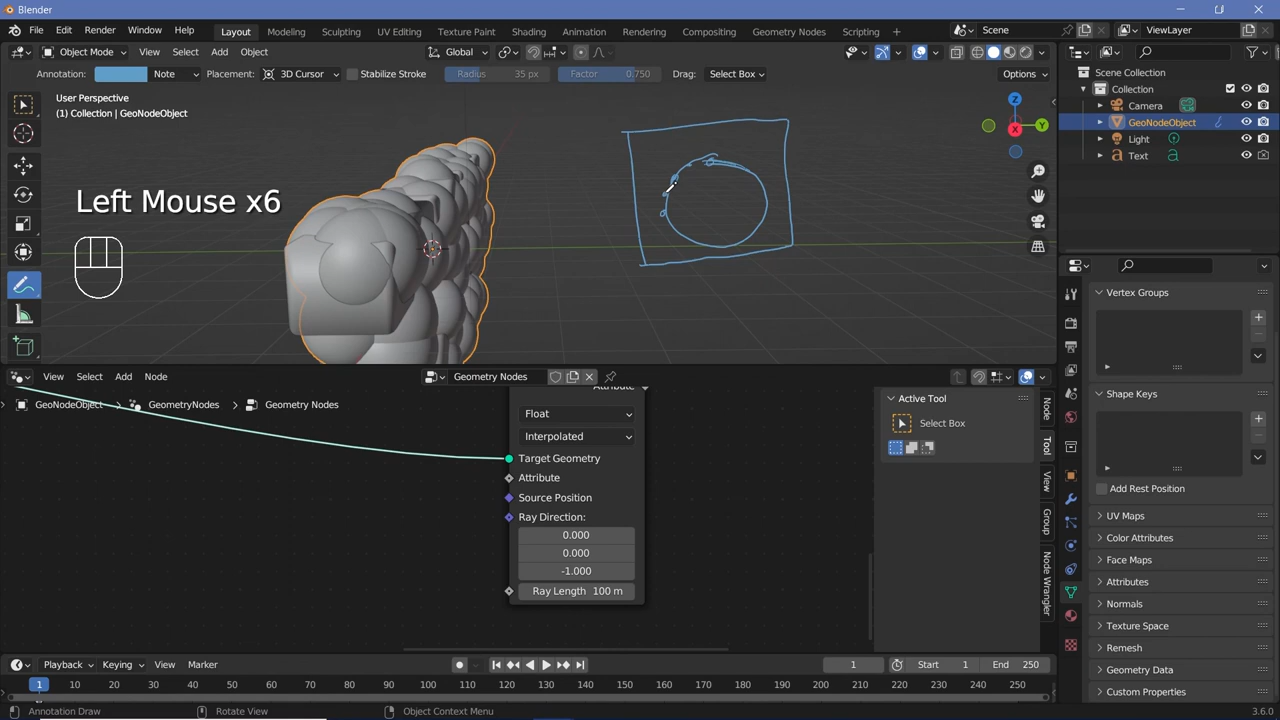 Blender
File Edit Render Window Help Layout Modeling Sculpting UV Editing Texture Paint Shading Animation Rendering Compositing Geometry Nodes Scripting Scene ViewLayer
Object Mode View Select Add Object Global
Annotation: Note Placement: 3D Cursor Stabilize Stroke Radius 35 px Factor 0.750 Drag: Select Box Options
User Perspective
(1) Collection | GeoNodeObject
Left Mouse x6
X
Y
Z
Scene Collection
Collection
Camera
GeoNodeObject
Light
Text
Vertex Groups
Shape Keys
Add Rest Position
UV Maps
Color Attributes
Face Maps
Attributes
Normals
Texture Space
Remesh
Geometry Data
Custom Properties
View Select Add Node Geometry Nodes
GeoNodeObject > GeometryNodes > Geometry Nodes
Attribute
Float
Interpolated
Target Geometry
Attribute
Source Position
Ray Direction:
0.000
0.000
-1.000
Ray Length 100 m
Active Tool
Select Box
Node
Tool
View
Group
Node Wrangler
Playback Keying View Marker 1 Start 1 End 250
1 10 20 30 40 50 60 70 80 90 100 110 120 130 140 150 160 170 180 190 200 210 220 230 240 250
Annotation Draw Rotate View Object Context Menu 3.6.0